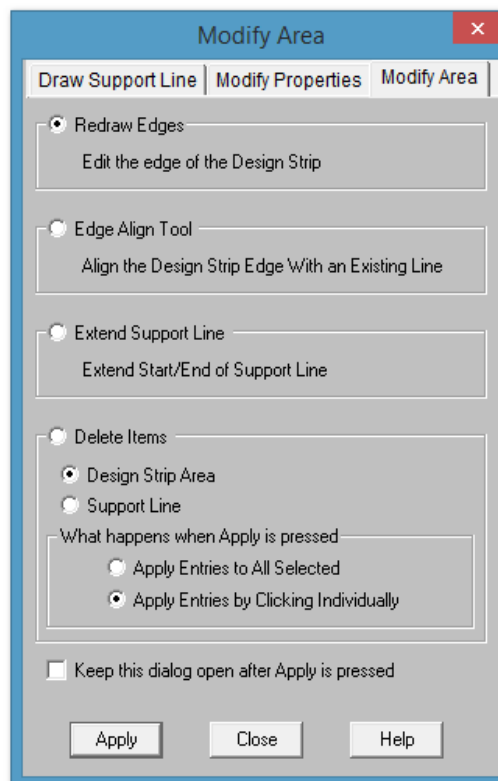 Modify Area
x
Draw Support Line Modify Properties Modify Area
Redraw Edges
Edit the edge of the Design Strip
Edge Align Tool
Align the Design Strip Edge With an Existing Line
Extend Support Line
Extend Start/End of Support Line
Delete Items
Design Strip Area
Support Line
What happens when Apply is pressed
Apply Entries to All Selected
Apply Entries by Clicking Individually
Keep this dialog open after Apply is pressed
Apply Close Help